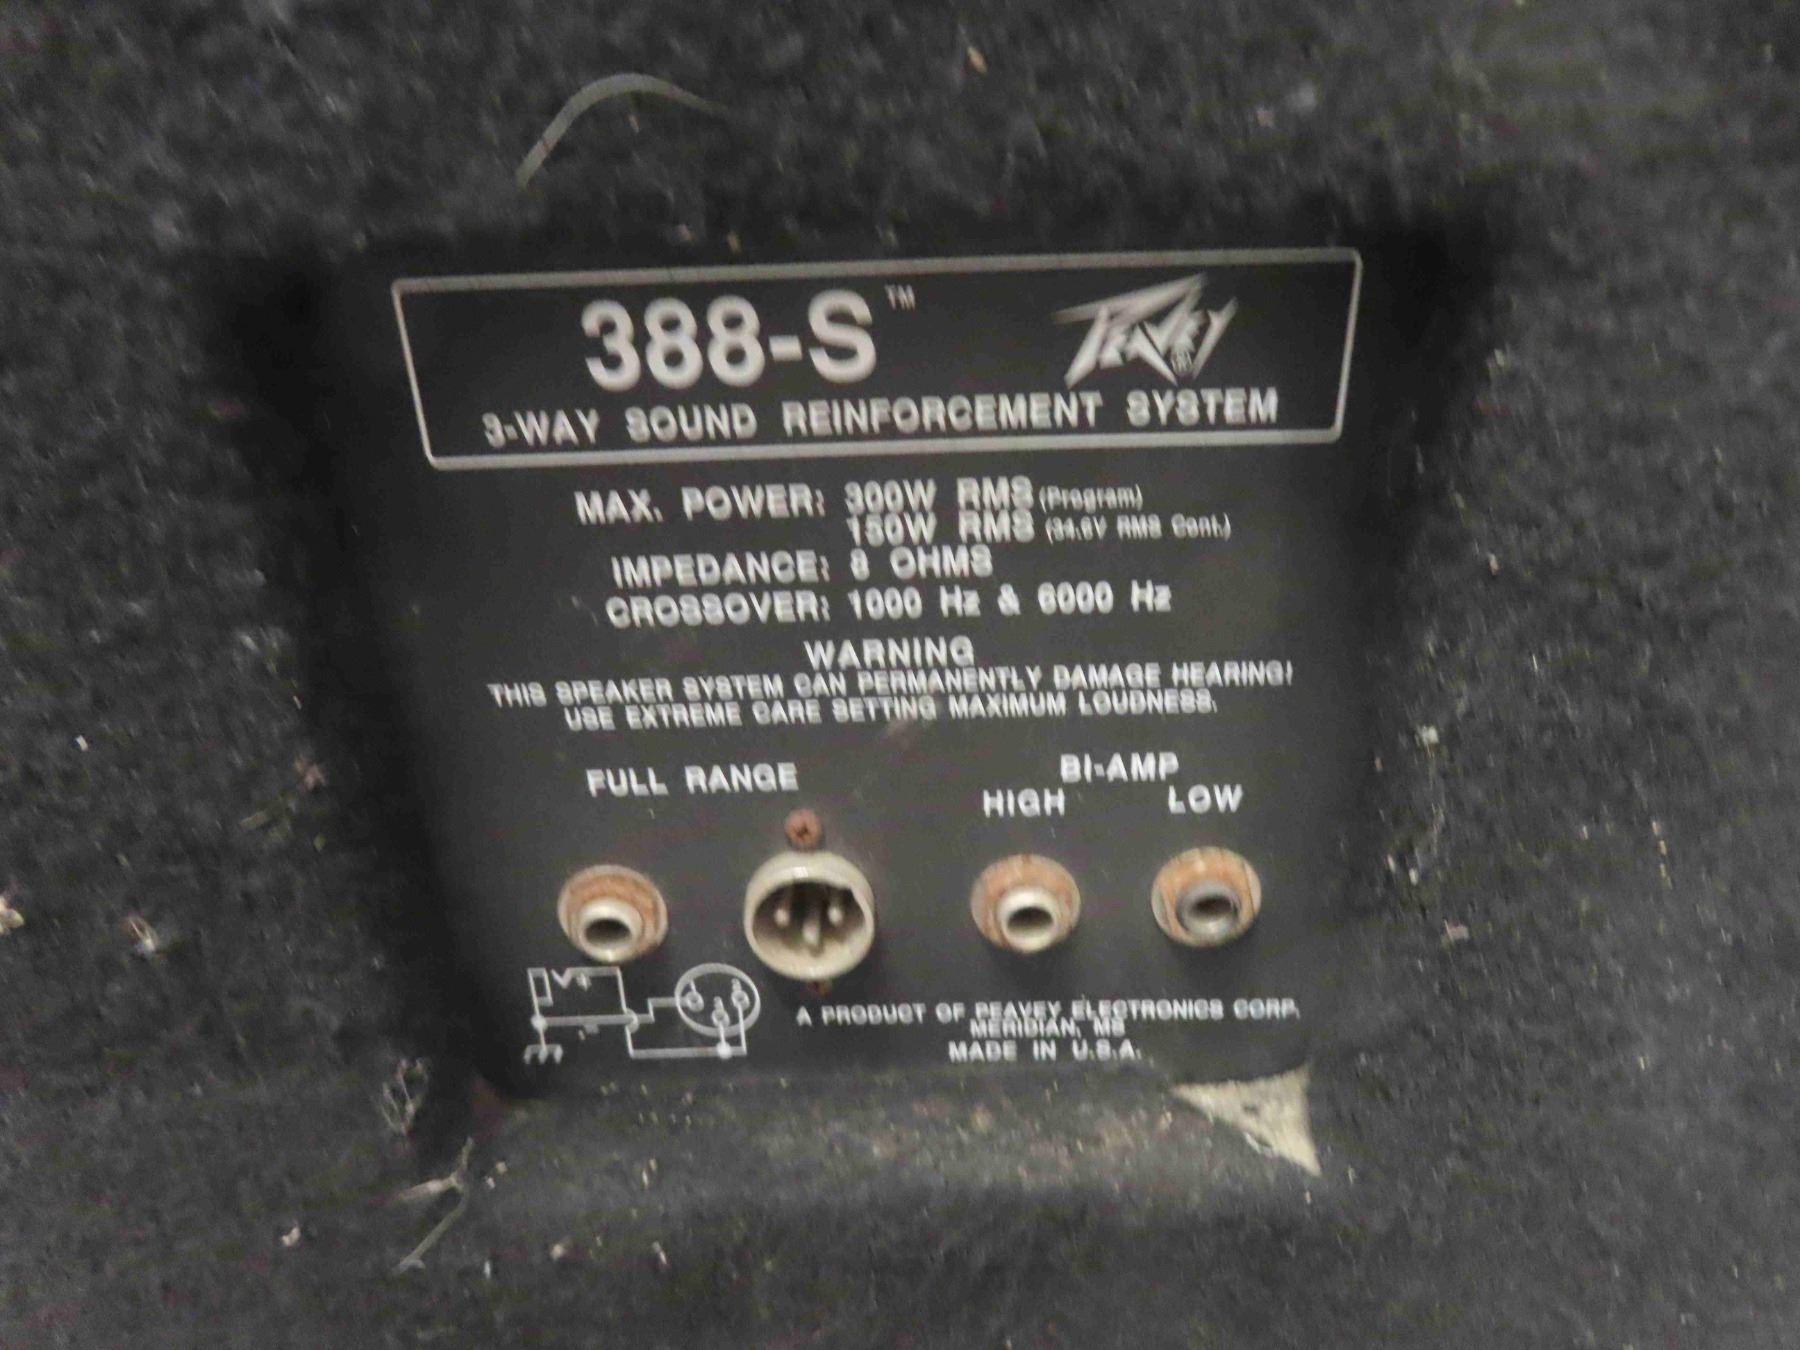 388-S™
PEAVEY®
3-WAY SOUND REINFORCEMENT SYSTEM
MAX. POWER: 300W RMS (Program)
150W RMS (34.6V RMS Cont.)
IMPEDANCE: 8 OHMS
CROSSOVER: 1000 Hz & 6000 Hz
WARNING
THIS SPEAKER SYSTEM CAN PERMANENTLY DAMAGE HEARING!
USE EXTREME CARE SETTING MAXIMUM LOUDNESS.
FULL RANGE
BI-AMP
HIGH LOW
A PRODUCT OF PEAVEY ELECTRONICS CORP.
MERIDIAN, MS
MADE IN U.S.A.